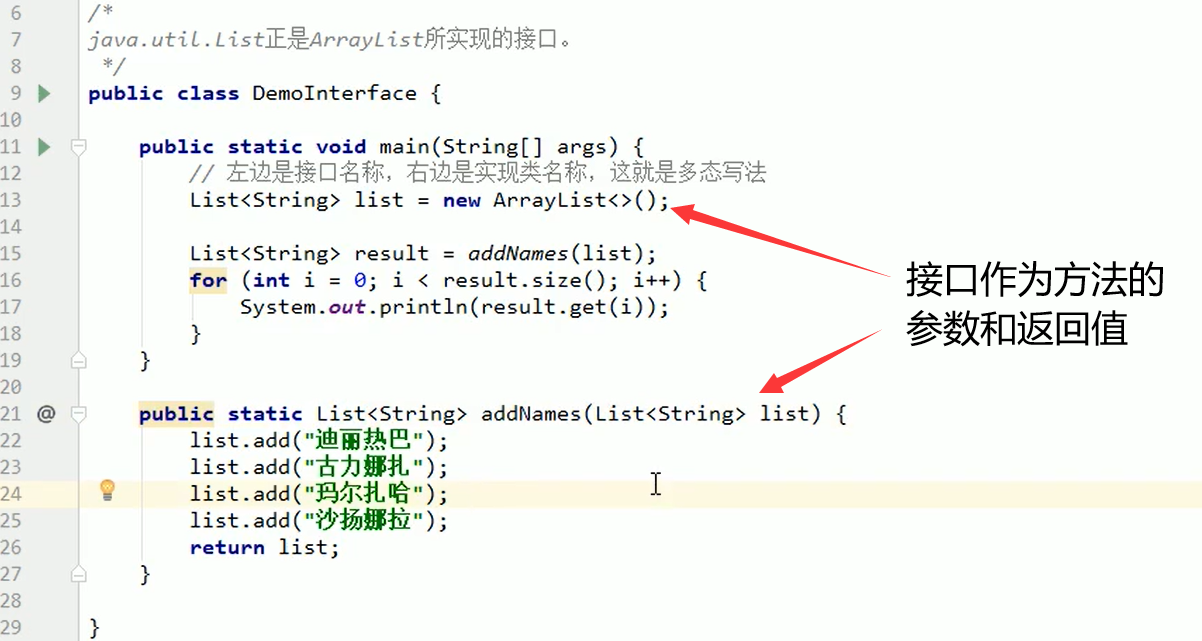 6 /*
7 java.util.List正是ArrayList所实现的接口。
8 */
9 public class DemoInterface {
10
11 public static void main(String[] args) {
12 // 左边是接口名称，右边是实现类名称，这就是多态写法
13 List<String> list = new ArrayList<>();
14
15 List<String> result = addNames(list);
16 for (int i = 0; i < result.size(); i++) {
17 System.out.println(result.get(i));
18 }
19 }
20
21 @ public static List<String> addNames(List<String> list) {
22 list.add("迪丽热巴");
23 list.add("古力娜扎");
24 list.add("玛尔扎哈");
25 list.add("沙扬娜拉");
26 return list;
27 }
28
29 }
接口作为方法的
参数和返回值